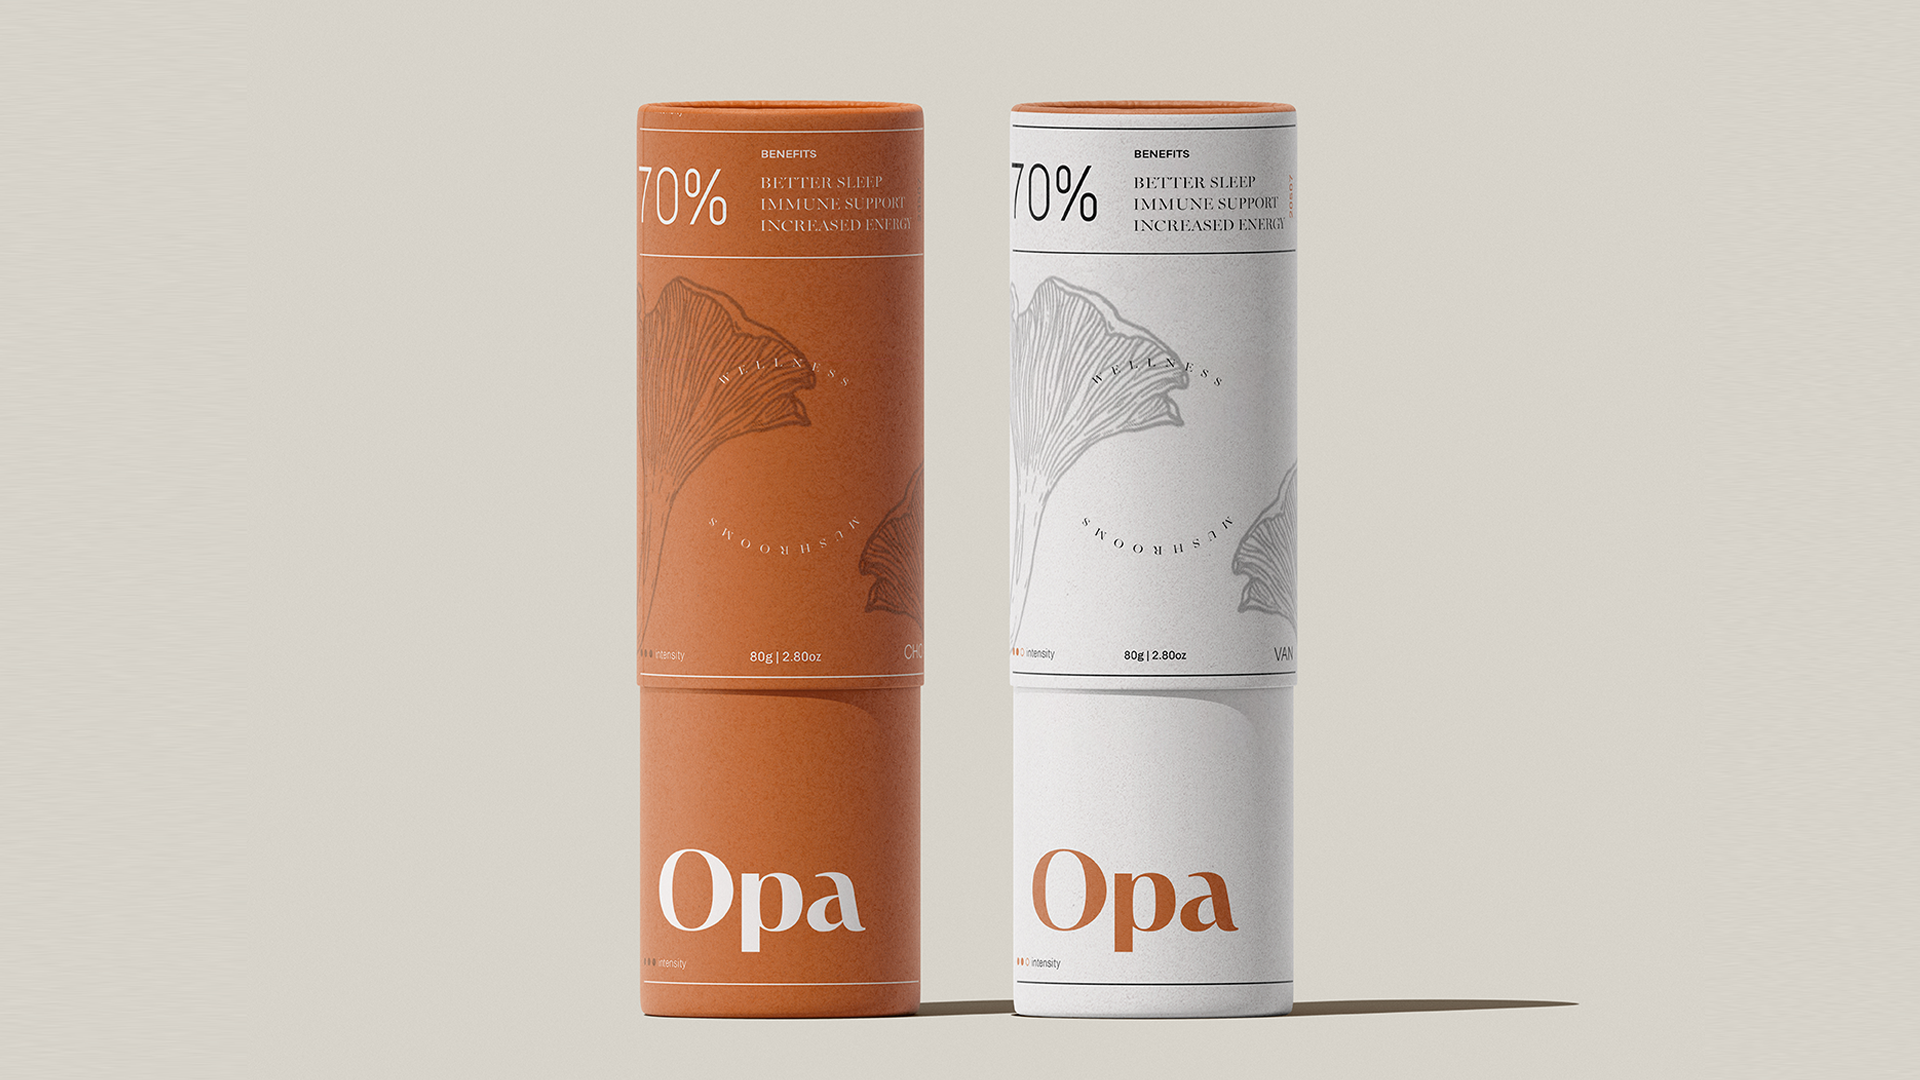 70%
BENEFITS
BETTER SLEEP
IMMUNE SUPPORT
INCREASED ENERGY
WELLNESS
MUSHROOMS
intensity
80g | 2.80oz
CHO
Opa
intensity
70%
BENEFITS
BETTER SLEEP
IMMUNE SUPPORT
INCREASED ENERGY
WELLNESS
MUSHROOMS
intensity
80g | 2.80oz
VAN
Opa
intensity